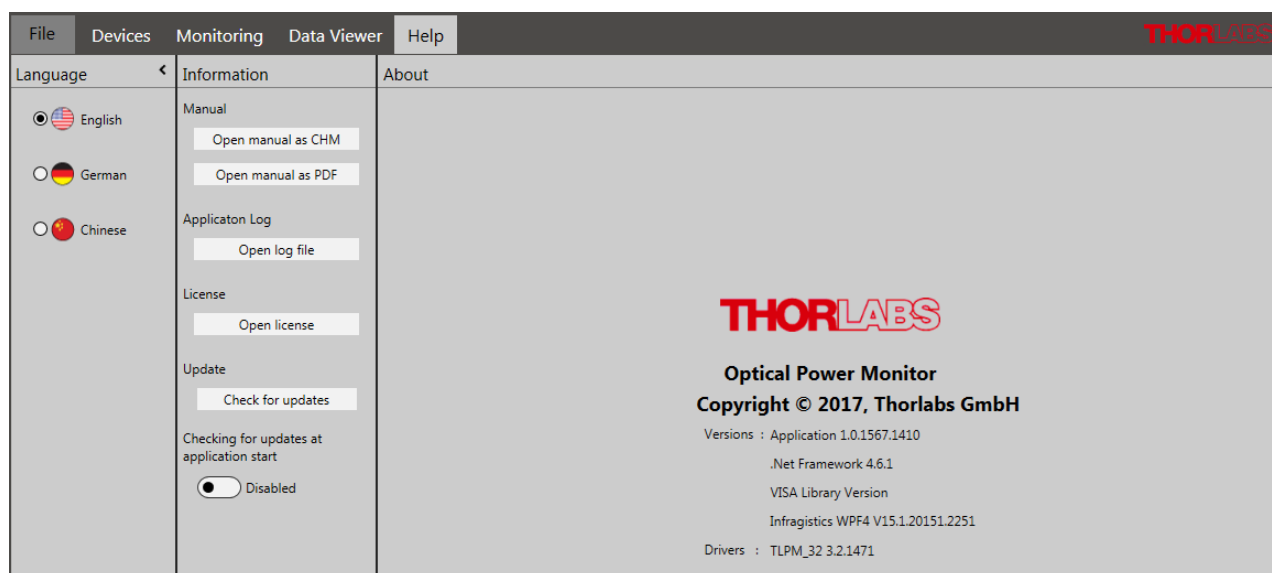 File Devices Monitoring Data Viewer Help THORLABS
Language Information About
English
German
Chinese
Manual
Open manual as CHM
Open manual as PDF
Applicaton Log
Open log file
License
Open license
Update
Check for updates
Checking for updates at
application start
Disabled
THORLABS
Optical Power Monitor
Copyright © 2017, Thorlabs GmbH
Versions : Application 1.0.1567.1410
.Net Framework 4.6.1
VISA Library Version
Infragistics WPF4 V15.1.20151.2251
Drivers : TLPM_32 3.2.1471